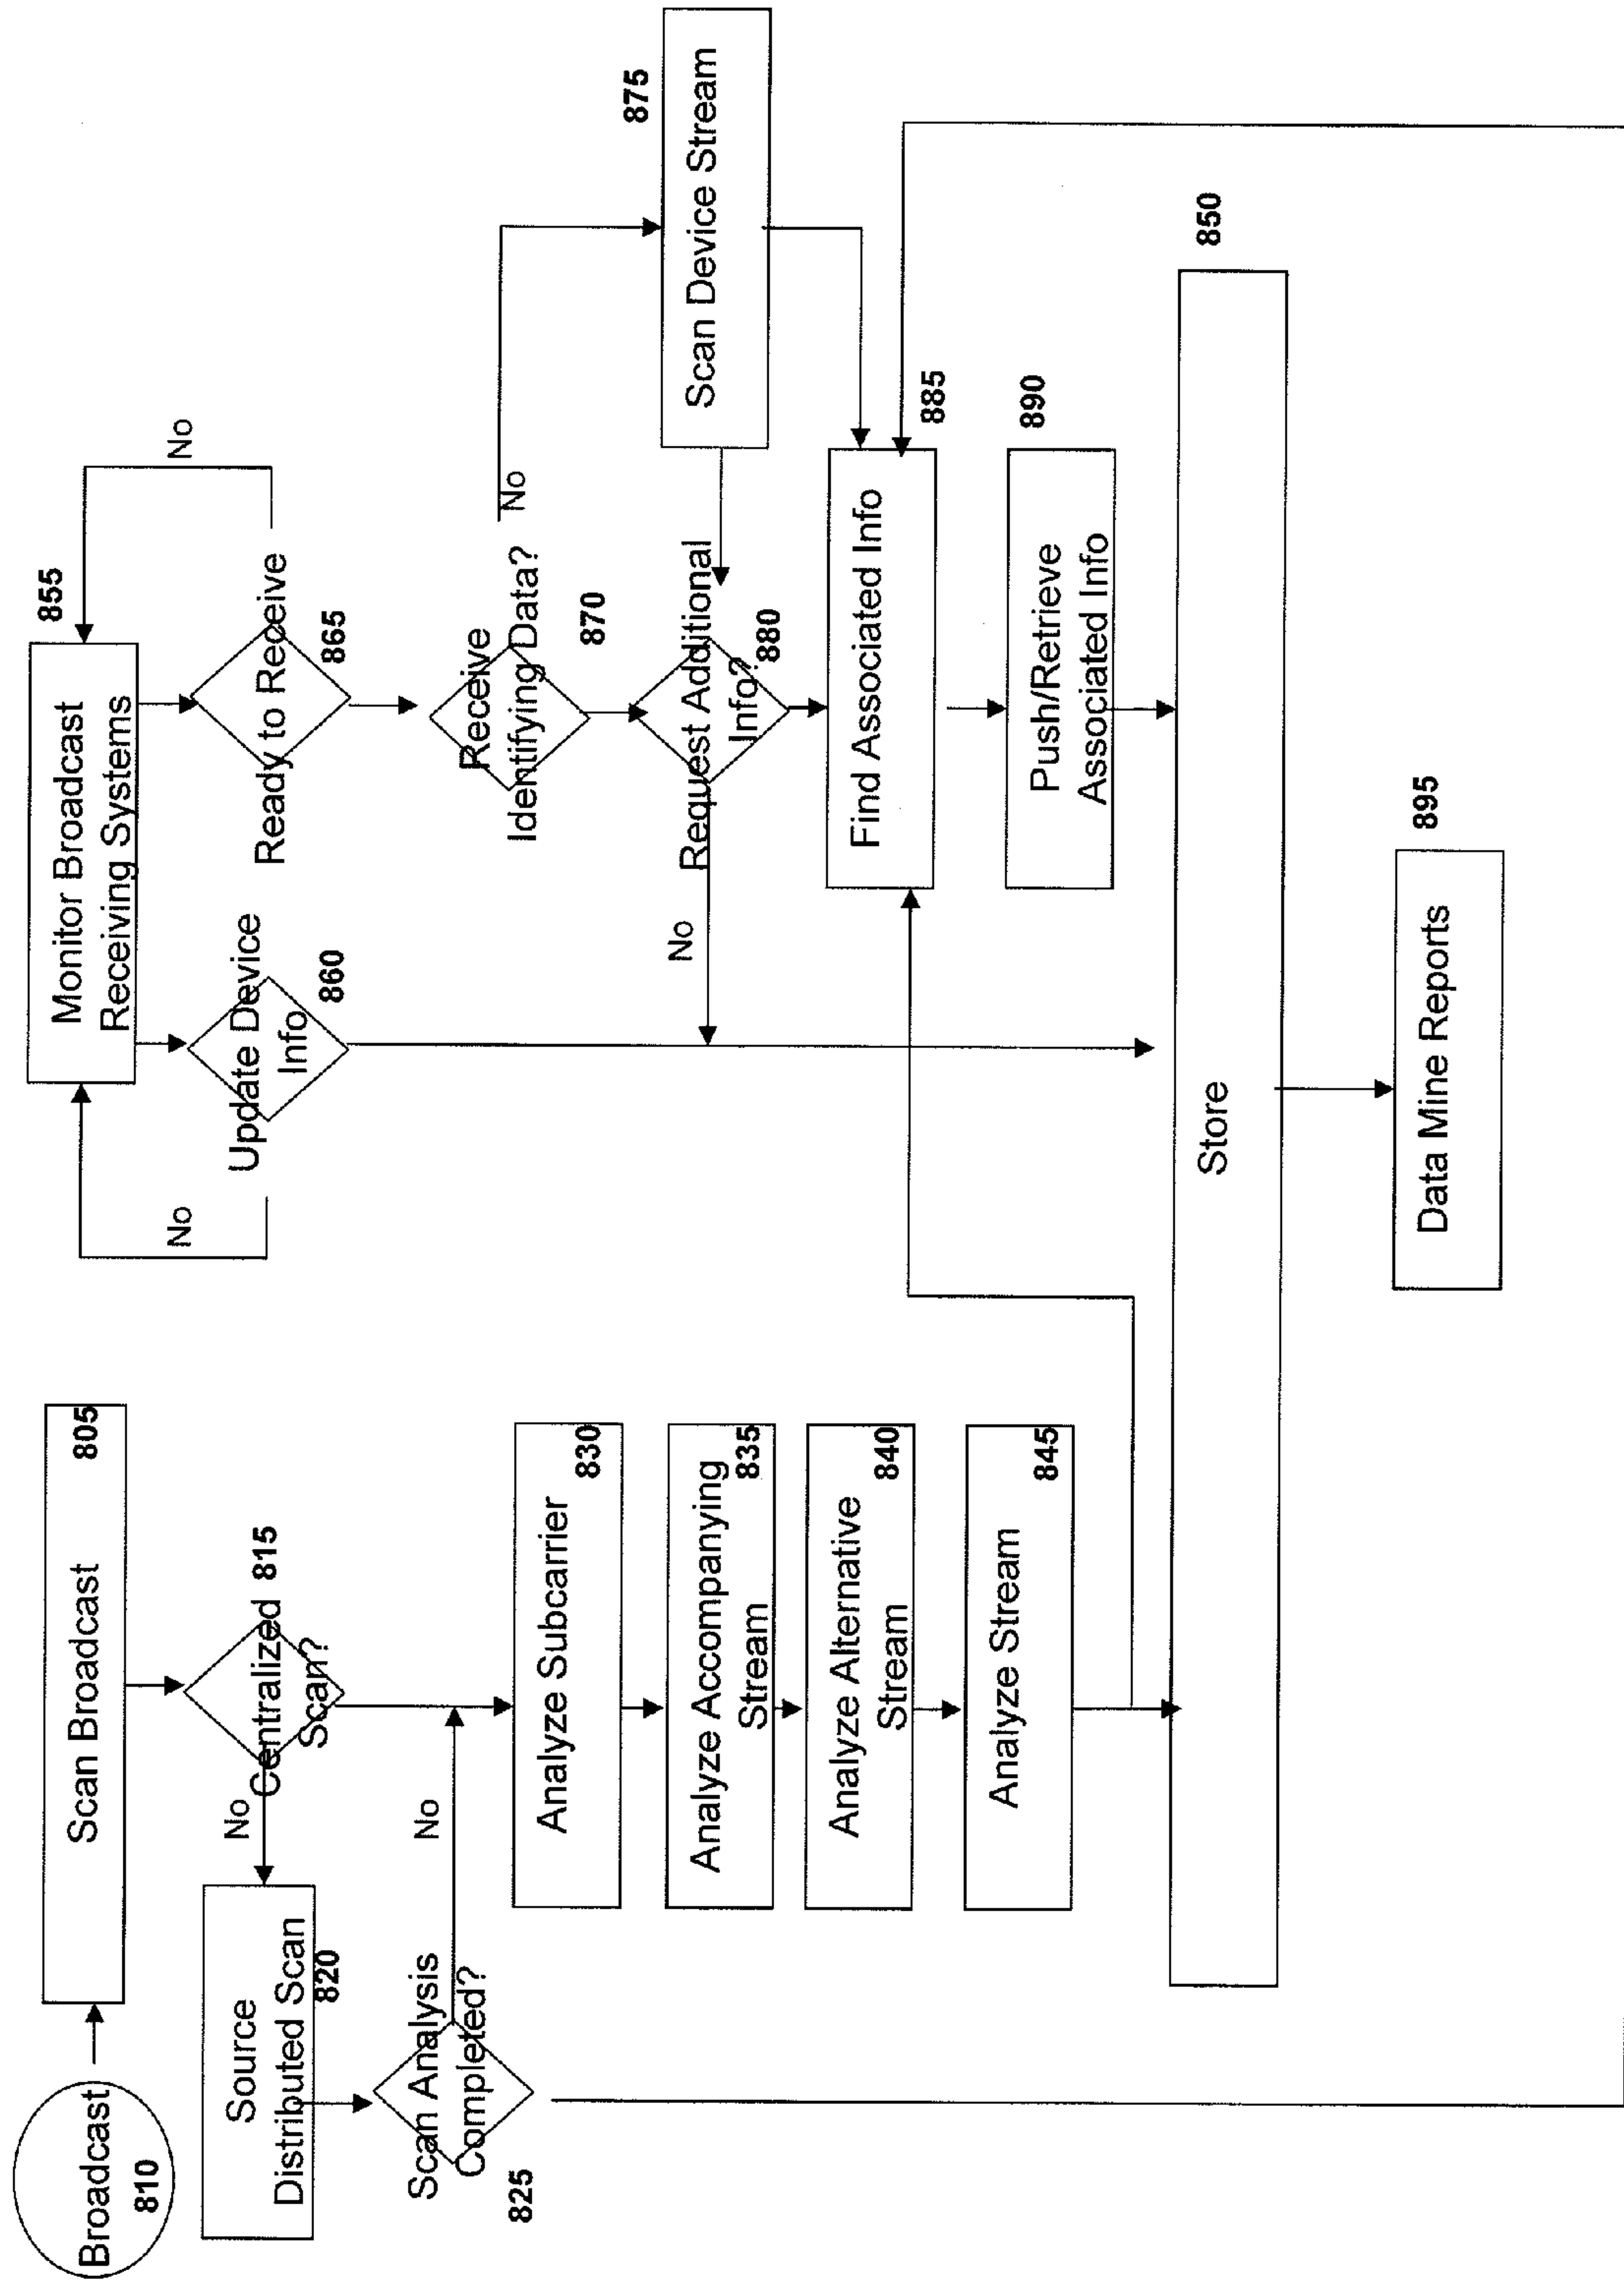 Broadcast
810
Scan Broadcast
805
Centralized
Scan?
815
No
Source
Distributed Scan
820
Scan Analysis
Completed?
825
No
Analyze Subcarrier
830
Analyze Accompanying
Stream
835
Analyze Alternative
Stream
840
Analyze Stream
845
Monitor Broadcast
Receiving Systems
855
No
Update Device
Info
860
No
Ready to Receive
865
Receive
Identifying Data?
870
No
Scan Device Stream
875
Request Additional
Info?
880
No
Find Associated Info
885
Push/Retrieve
Associated Info
890
Store
850
Data Mine Reports
895